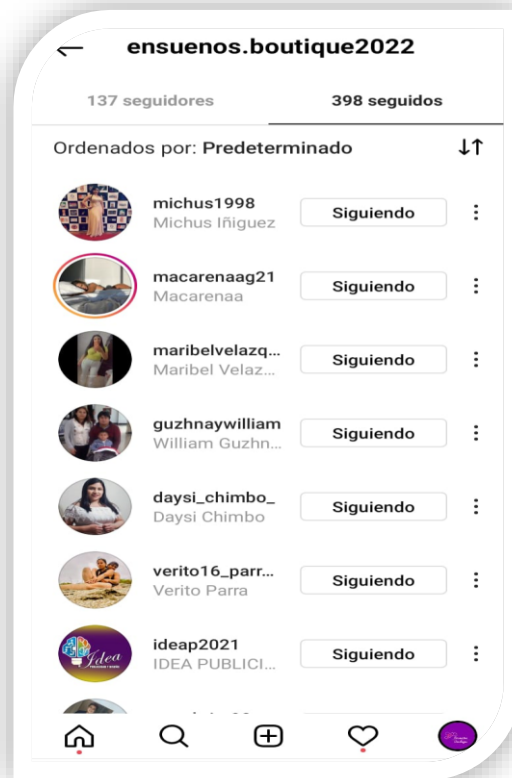 ensuenos.boutique2022
137 seguidores 398 seguidos
Ordenados por: Predeterminado
michus1998
Michus Iñiguez
Siguiendo
macarenaag21
Macarenaa
Siguiendo
maribelvelazq...
Maribel Velaz...
Siguiendo
guzhnaywilliam
William Guzhn...
Siguiendo
daysi_chimbo_
Daysi Chimbo
Siguiendo
verito16_parr...
Verito Parra
Siguiendo
Idea
ideap2021
IDEA PUBLICI...
Siguiendo